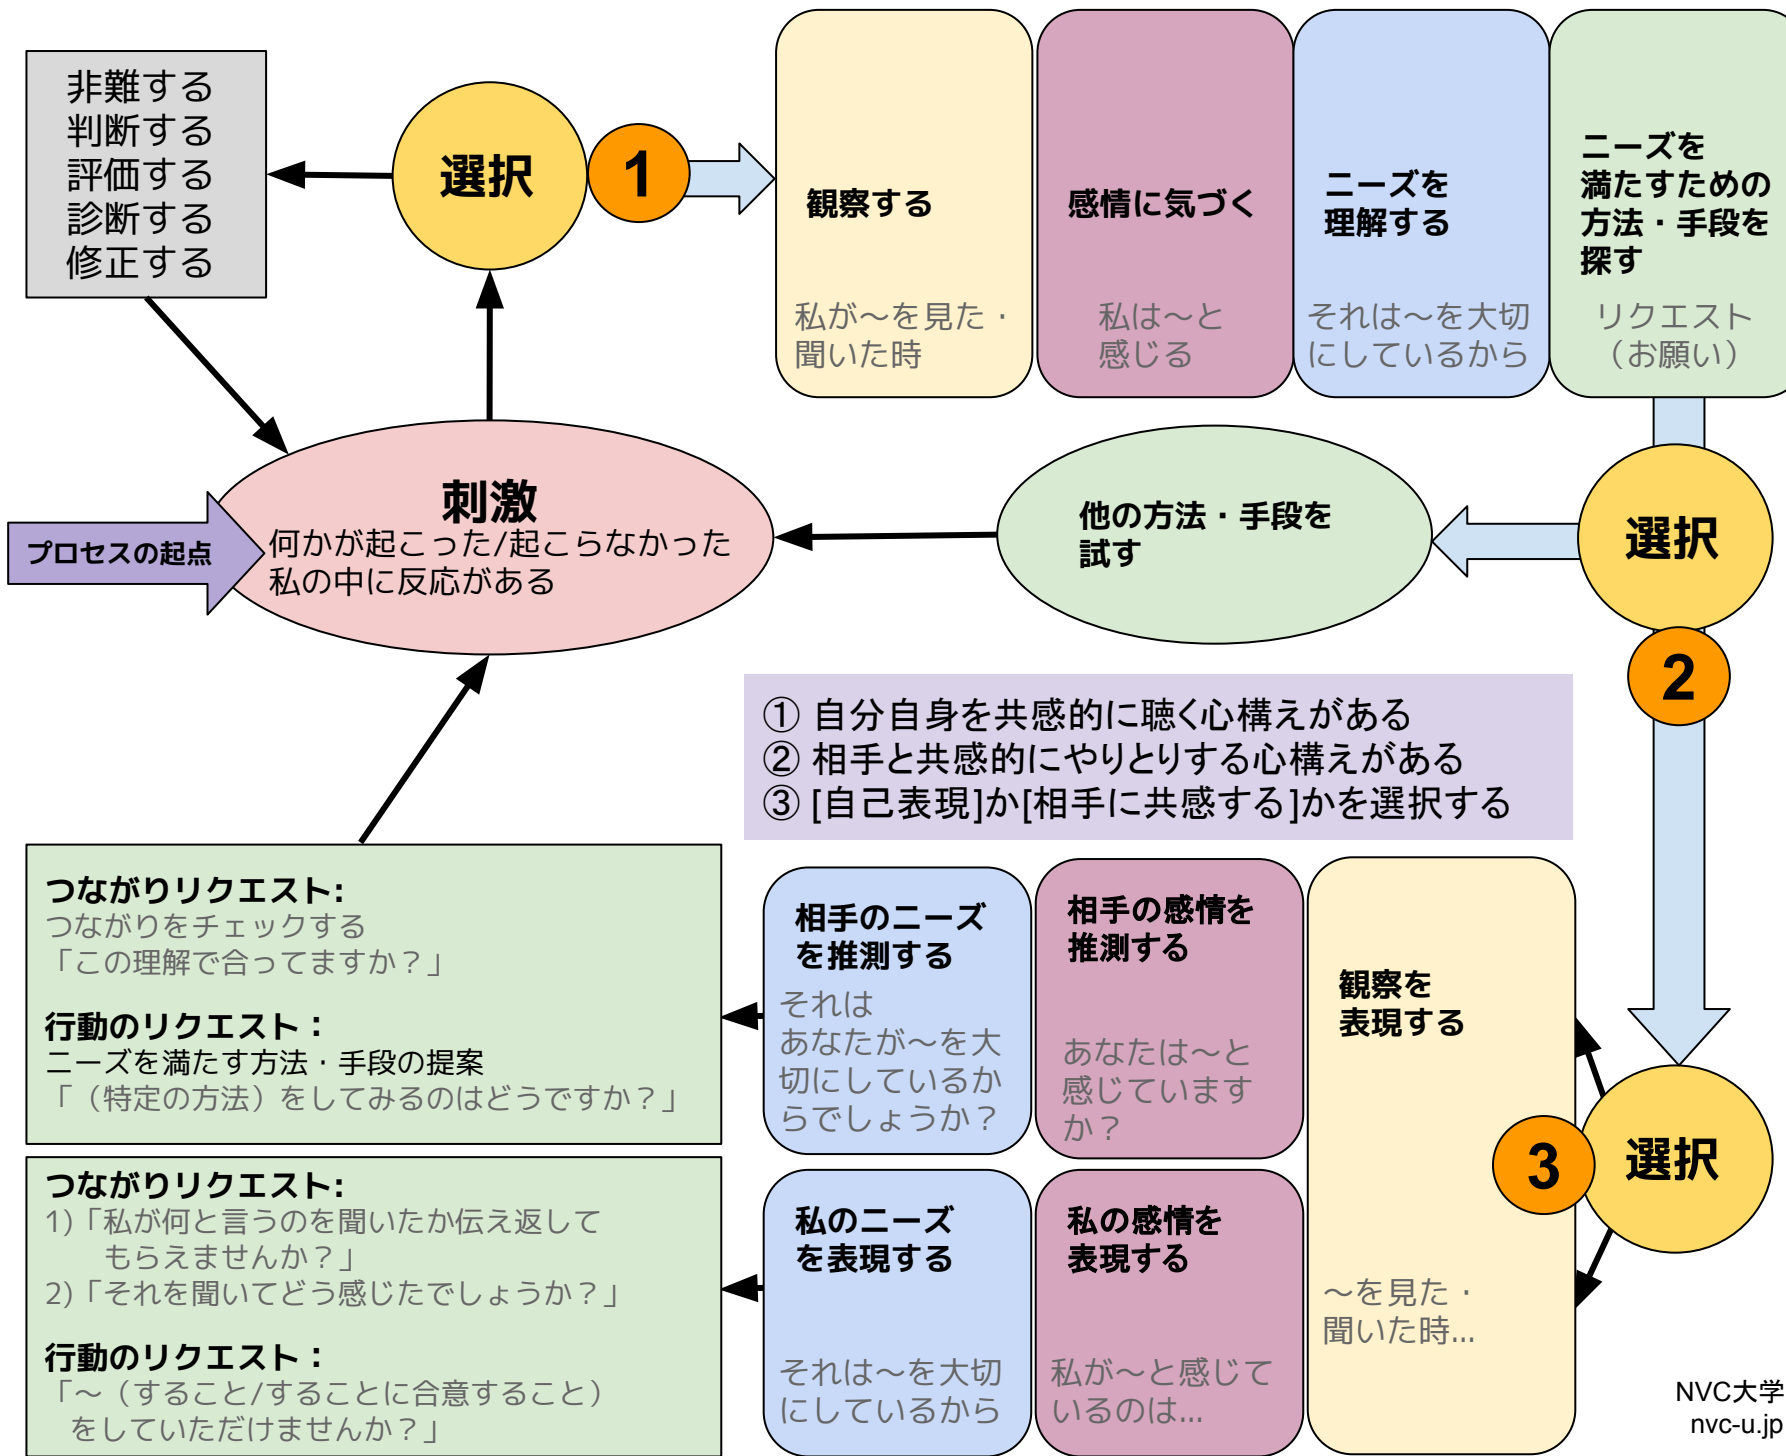 非難する
判断する
評価する
診断する
修正する
選択
1
観察する
私が～を見た・
聞いた時
感情に気づく
私は～と
感じる
ニーズを
理解する
それは～を大切
にしているから
ニーズを
満たすための
方法・手段を
探す
リクエスト
（お願い）
プロセスの起点
刺激
何かが起こった/起こらなかった
私の中に反応がある
他の方法・手段を
試す
選択
2
① 自分自身を共感的に聴く心構えがある
② 相手と共感的にやりとりする心構えがある
③ [自己表現]か[相手に共感する]かを選択する
つながりリクエスト:
つながりをチェックする
「この理解で合ってますか？」
行動のリクエスト：
ニーズを満たす方法・手段の提案
「（特定の方法）をしてみるのはどうですか？」
相手のニーズ
を推測する
それは
あなたが～を大
切にしているか
らでしょうか？
相手の感情を
推測する
あなたは～と
感じています
か？
観察を
表現する
～を見た・
聞いた時...
3
選択
つながりリクエスト:
1)「私が何と言うのを聞いたか伝え返して
もらえませんか？」
2)「それを聞いてどう感じたでしょうか？」
行動のリクエスト：
「～（すること/することに合意すること）
をしていただけませんか？」
私のニーズ
を表現する
それは～を大切
にしているから
私の感情を
表現する
私が～と感じて
いるのは...
NVC大学
nvc-u.jp